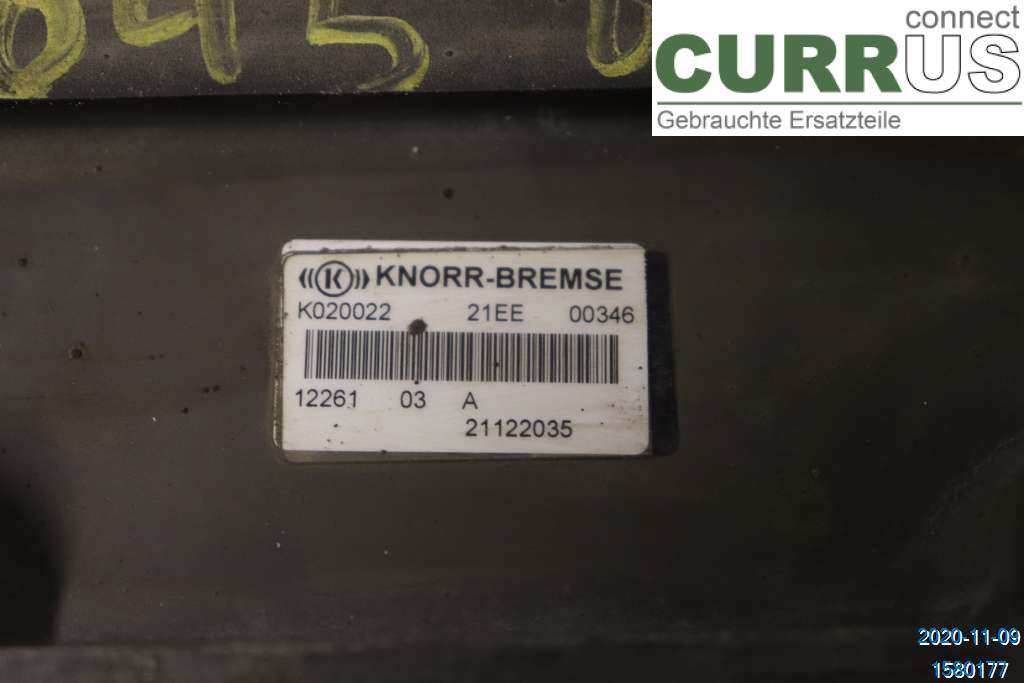 connect
CURRUS
Gebrauchte Ersatzteile
KNORR-BREMSE
K020022 21EE 00346
12261 03 A
21122035
2020-11-09
1580177